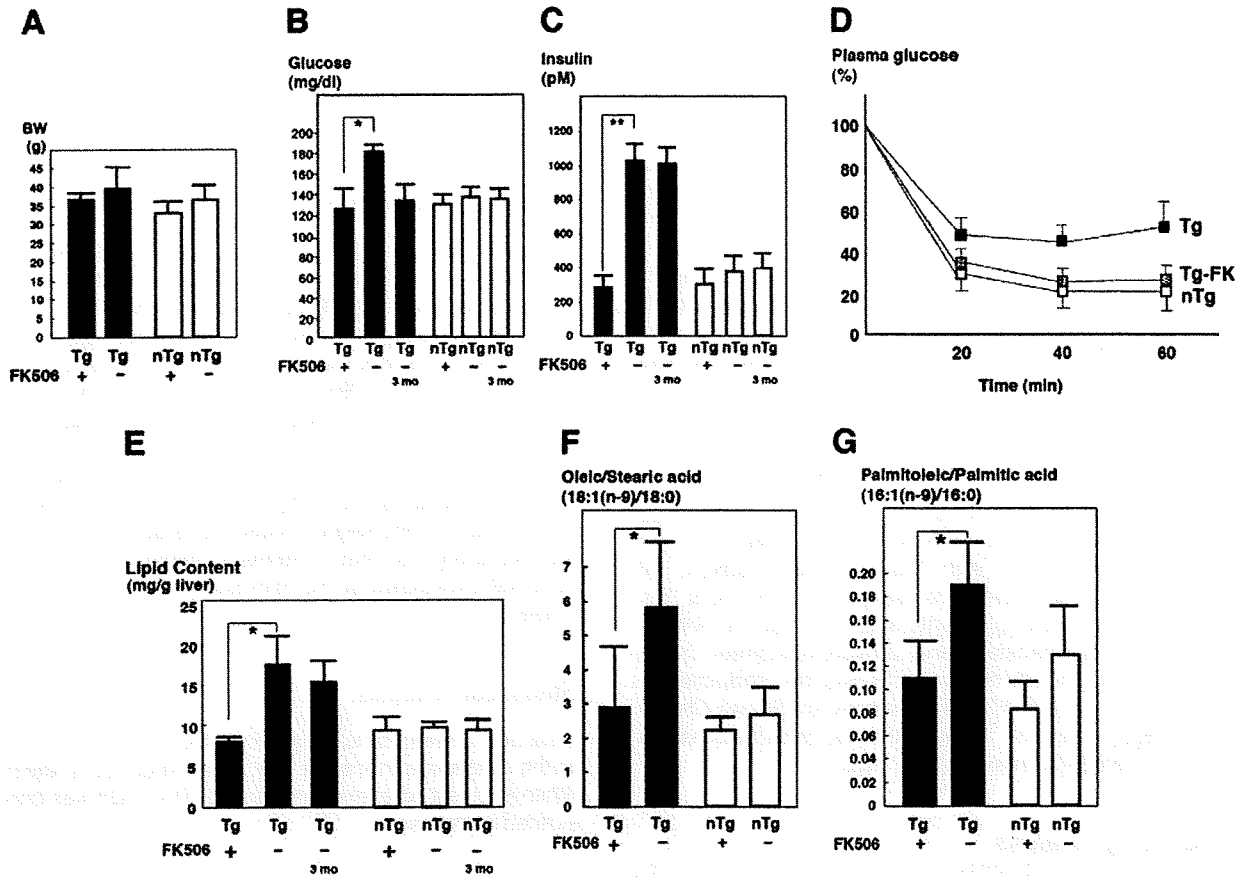 A
BW
(g)
45
40
35
30
25
20
15
10
5
0
Tg Tg nTg nTg
FK506 + − + −
B
Glucose
(mg/dl)
200
180
160
140
120
100
80
60
40
20
0
*
Tg Tg Tg nTg nTg nTg
FK506 + − − + − −
3 mo 3 mo
C
Insulin
(pM)
1200
1000
800
600
400
200
0
**
Tg Tg Tg nTg nTg nTg
FK506 + − − + − −
3 mo 3 mo
D
Plasma glucose
(%)
100
80
60
40
20
0
Tg
Tg-FK
nTg
20 40 60
Time (min)
E
Lipid Content
(mg/g liver)
25
20
15
10
5
0
*
Tg Tg Tg nTg nTg nTg
FK506 + − − + − −
3 mo 3 mo
F
Oleic/Stearic acid
(18:1(n-9)/18:0)
7
6
5
4
3
2
1
0
*
Tg Tg nTg nTg
FK506 + − + −
G
Palmitoleic/Palmitic acid
(16:1(n-9)/16:0)
0.20
0.18
0.16
0.14
0.12
0.10
0.08
0.06
0.04
0.02
0
*
Tg Tg nTg nTg
FK506 + − + −